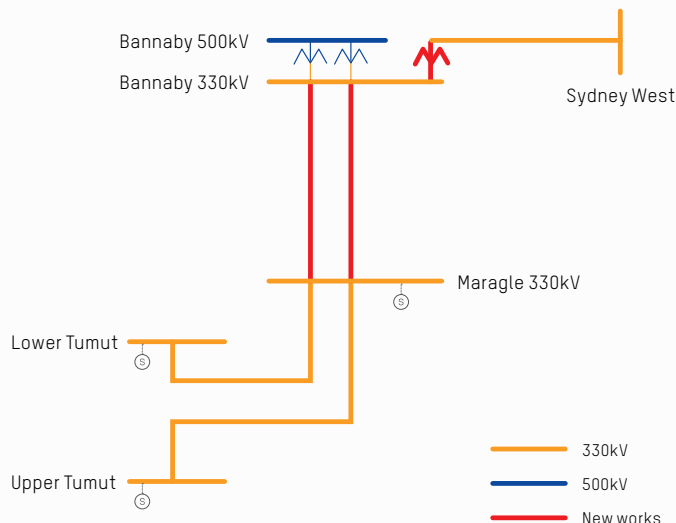 Bannaby 500kV
Bannaby 330kV
Sydney West
Maragle 330kV
S
Lower Tumut
S
Upper Tumut
S
330kV
500kV
New works